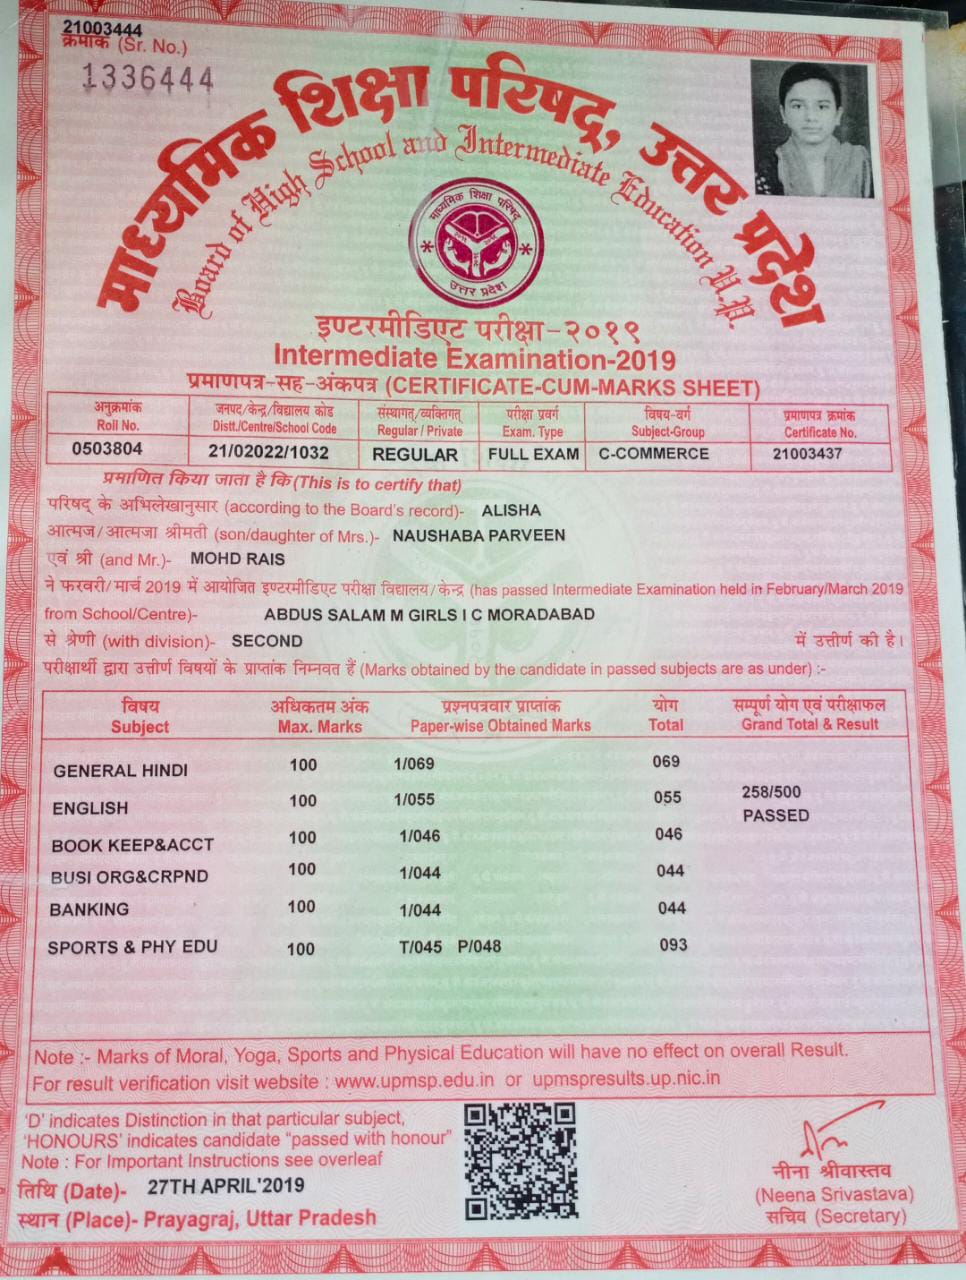 21003444
क्रमांक (Sr. No.)
1336444
माध्यमिक शिक्षा परिषद्, उत्तर प्रदेश
Board of High School and Intermediate Education U.P.
माध्यमिक शिक्षा परिषद्
उत्तर प्रदेश
इण्टरमीडिएट परीक्षा-२०१९
Intermediate Examination-2019
प्रमाणपत्र-सह-अंकपत्र (CERTIFICATE-CUM-MARKS SHEET)
अनुक्रमांक जनपद/केन्द्र/विद्यालय कोड संस्थागत/व्यक्तिगत् परीक्षा प्रवर्ग विषय-वर्ग प्रमाणपत्र क्रमांक
Roll No. Distt./Centre/School Code Regular / Private Exam. Type Subject-Group Certificate No.
0503804 21/02022/1032 REGULAR FULL EXAM C-COMMERCE 21003437
प्रमाणित किया जाता है कि (This is to certify that)
परिषद् के अभिलेखानुसार (according to the Board's record)- ALISHA
आत्मज/आत्मजा श्रीमती (son/daughter of Mrs.)- NAUSHABA PARVEEN
एवं श्री (and Mr.)- MOHD RAIS
ने फरवरी/मार्च 2019 में आयोजित इण्टरमीडिएट परीक्षा विद्यालय/केन्द्र (has passed Intermediate Examination held in February/March 2019
from School/Centre)- ABDUS SALAM M GIRLS I C MORADABAD
से श्रेणी (with division)- SECOND में उत्तीर्ण की है।
परीक्षार्थी द्वारा उत्तीर्ण विषयों के प्राप्तांक निम्नवत हैं (Marks obtained by the candidate in passed subjects are as under) :-
विषय अधिकतम अंक प्रश्नपत्रवार प्राप्तांक योग सम्पूर्ण योग एवं परीक्षाफल
Subject Max. Marks Paper-wise Obtained Marks Total Grand Total & Result
GENERAL HINDI 100 1/069 069
ENGLISH 100 1/055 055 258/500
PASSED
BOOK KEEP&ACCT 100 1/046 046
BUSI ORG&CRPND 100 1/044 044
BANKING 100 1/044 044
SPORTS & PHY EDU 100 T/045 P/048 093
Note :- Marks of Moral, Yoga, Sports and Physical Education will have no effect on overall Result.
For result verification visit website : www.upmsp.edu.in or upmspresults.up.nic.in
'D' indicates Distinction in that particular subject,
'HONOURS' indicates candidate "passed with honour"
Note : For Important Instructions see overleaf
तिथि (Date)- 27TH APRIL'2019
स्थान (Place)- Prayagraj, Uttar Pradesh
नीना श्रीवास्तव
(Neena Srivastava)
सचिव (Secretary)